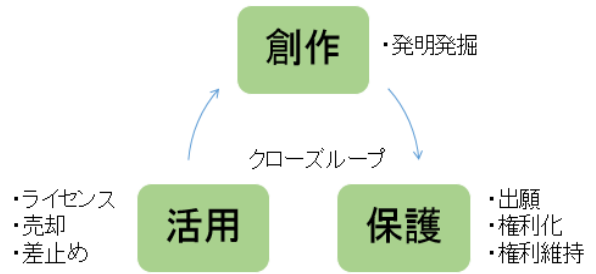 創作
・発明発掘
クローズループ
・ライセンス
・売却
・差止め
活用
保護
・出願
・権利化
・権利維持